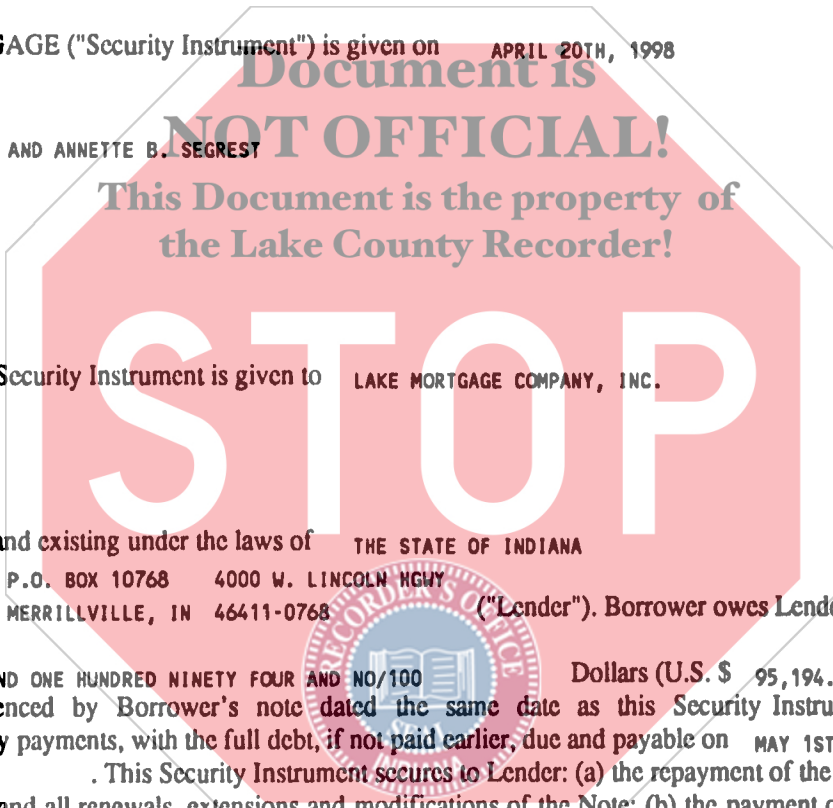 GAGE ("Security Instrument") is given on APRIL 20TH, 1998
Document is
NOT OFFICIAL!
AND ANNETTE B. SEGREST
This Document is the property of
the Lake County Recorder!
STOP
Security Instrument is given to LAKE MORTGAGE COMPANY, INC.
and existing under the laws of THE STATE OF INDIANA
P.O. BOX 10768 4000 W. LINCOLN HGWY
MERRILLVILLE, IN 46411-0768 ("Lender"). Borrower owes Lende
RECORDER'S OFFICE
SEAL
INDIANA
ND ONE HUNDRED NINETY FOUR AND NO/100 Dollars (U.S. $ 95,194.
enced by Borrower's note dated the same date as this Security Instru
y payments, with the full debt, if not paid earlier, due and payable on MAY 1ST
. This Security Instrument secures to Lender: (a) the repayment of the
and all renewals, extensions and modifications of the Note; (b) the payment